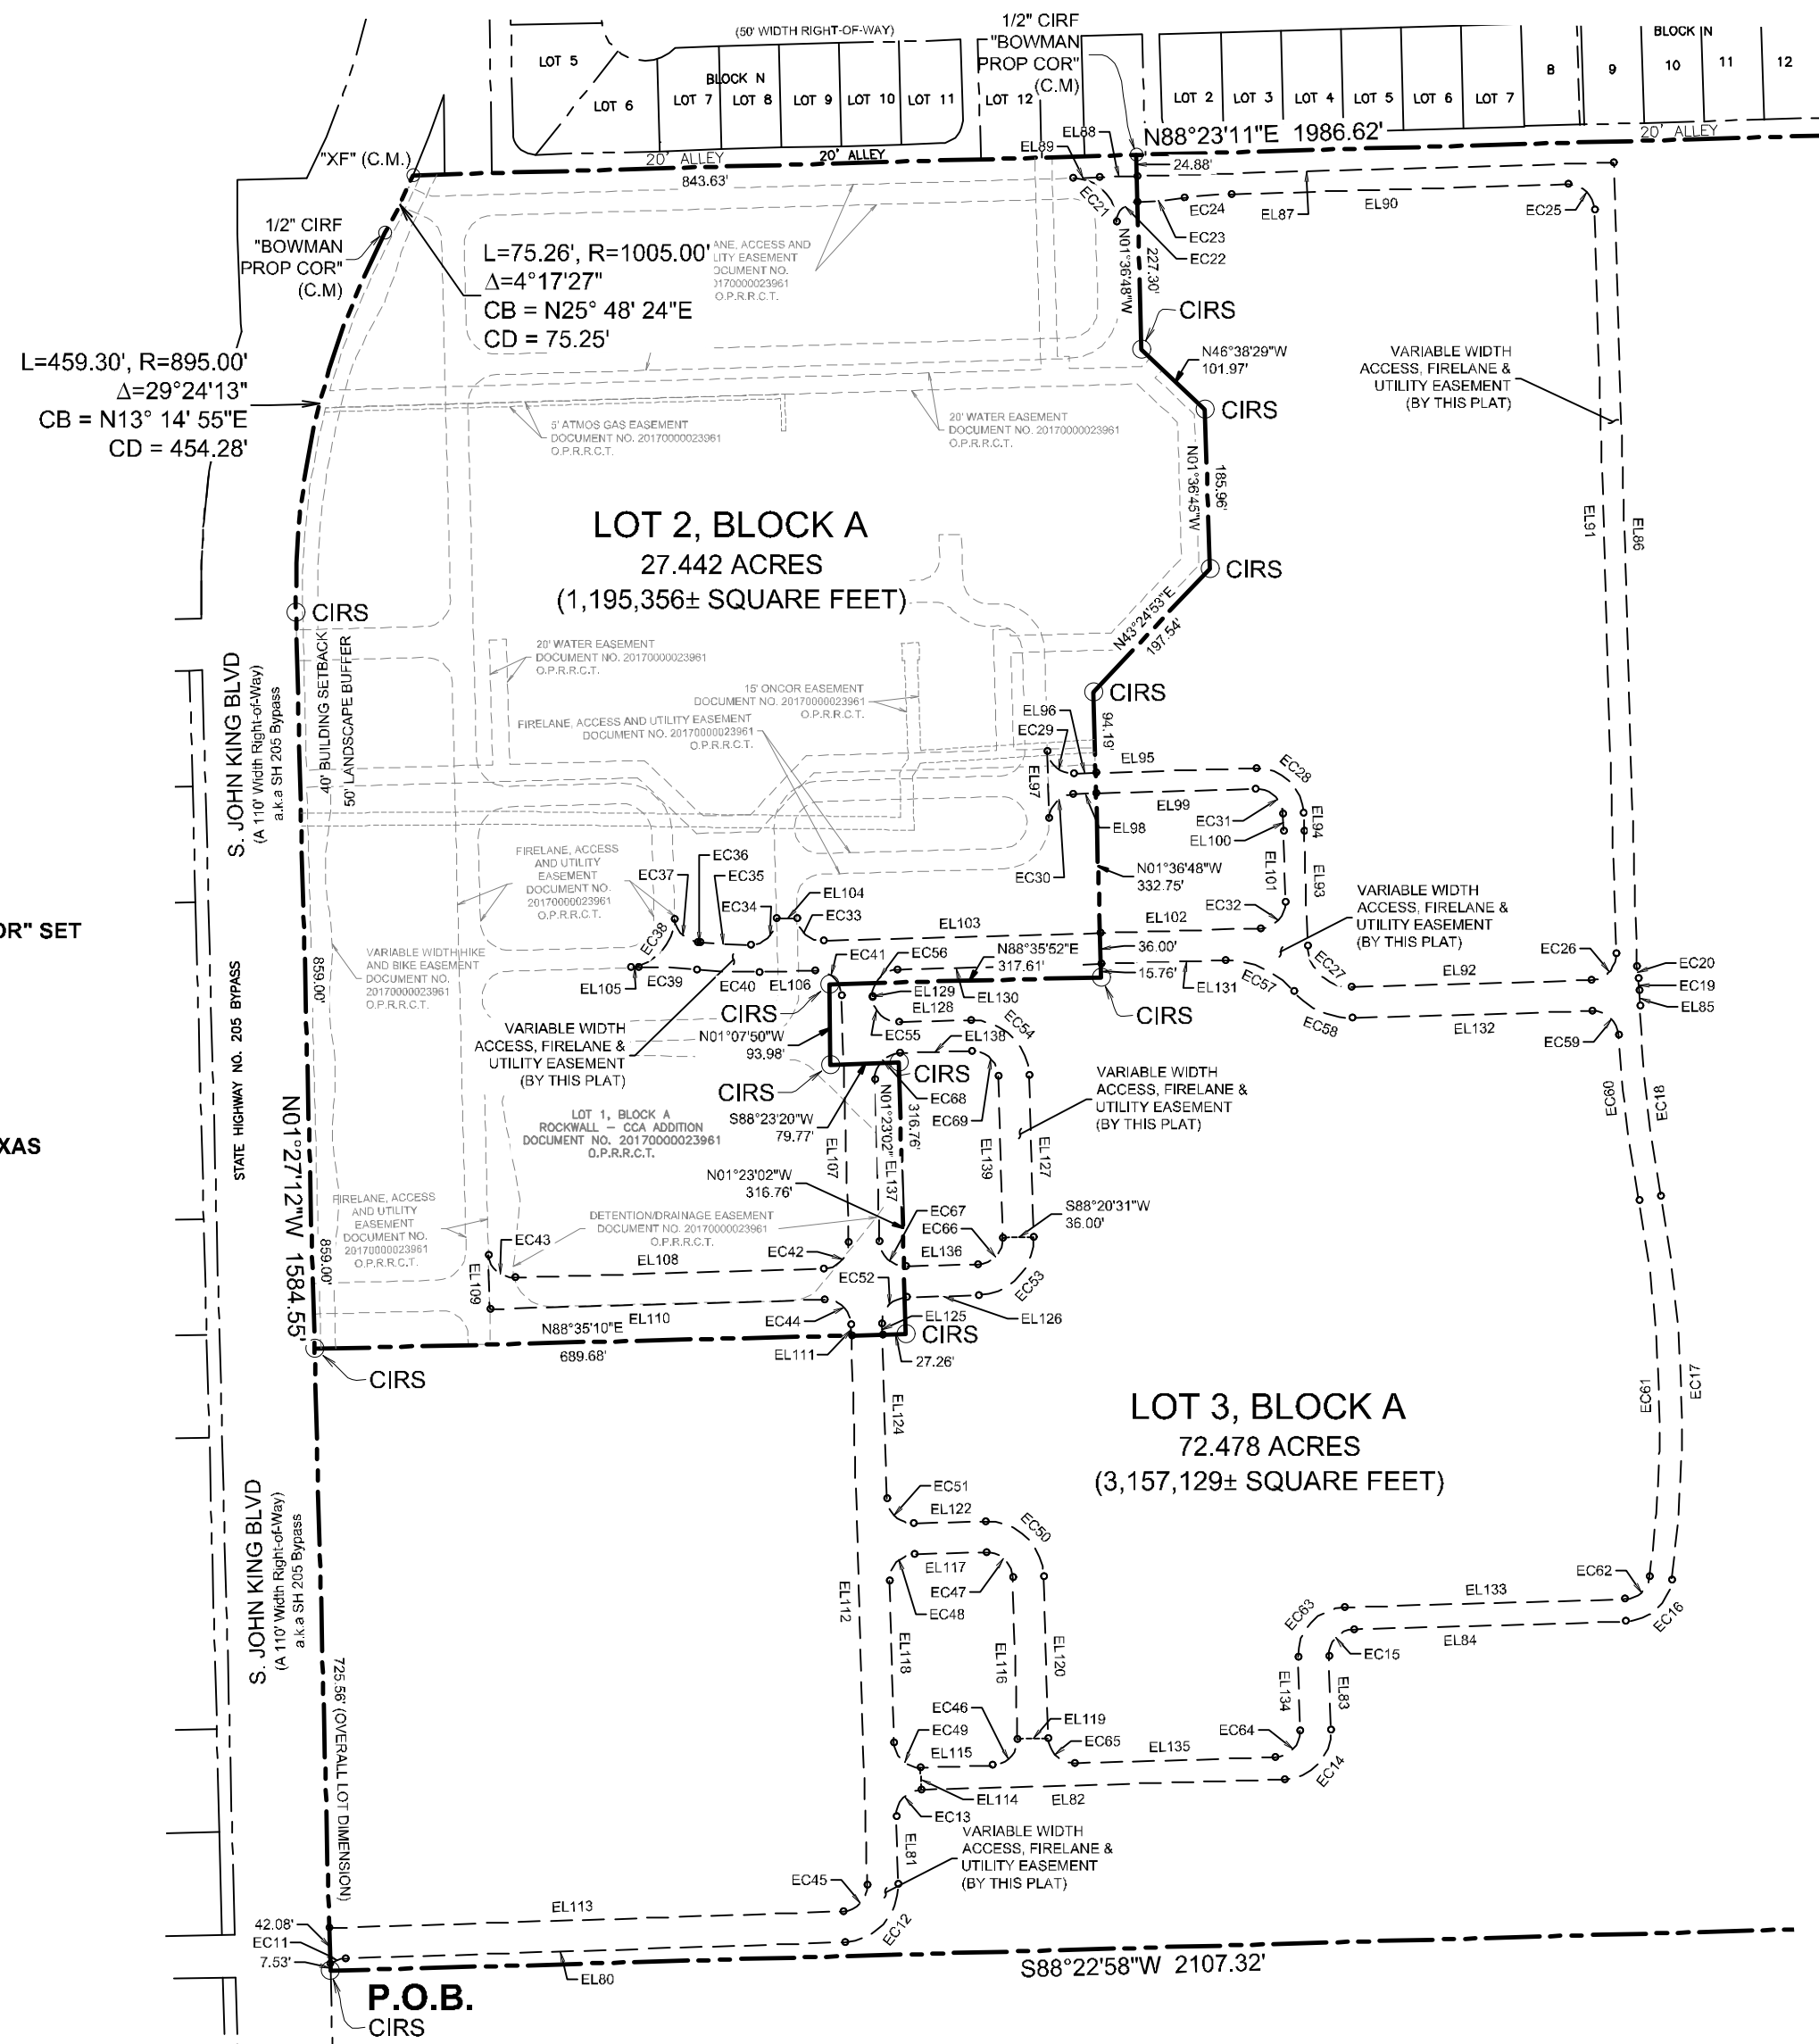 (50' WIDTH RIGHT-OF-WAY)
1/2" CIRF
"BOWMAN
PROP COR"
(C.M)
BLOCK N
LOT 5
LOT 6
BLOCK N
LOT 7
LOT 8
LOT 9
LOT 10
LOT 11
LOT 12
LOT 2
LOT 3
LOT 4
LOT 5
LOT 6
LOT 7
8
9
10
11
12
"XF" (C.M.)
20' ALLEY
20' ALLEY
20' ALLEY
843.63'
EL89
EL88
N88°23'11"E 1986.62'
24.88'
EC21
EC24
EL87
EL90
EC25
EC23
EC22
N01°36'48"W
227.30'
1/2" CIRF
"BOWMAN
PROP COR"
(C.M)
L=75.26', R=1005.00'
Δ=4°17'27"
CB = N25° 48' 24"E
CD = 75.25'
ANE, ACCESS AND
LITY EASEMENT
OCUMENT NO.
0170000023961
O.P.R.R.C.T.
CIRS
N46°38'29"W
101.97'
CIRS
VARIABLE WIDTH
ACCESS, FIRELANE &
UTILITY EASEMENT
(BY THIS PLAT)
L=459.30', R=895.00'
Δ=29°24'13"
CB = N13° 14' 55"E
CD = 454.28'
5' ATMOS GAS EASEMENT
DOCUMENT NO. 20170000023961
O.P.R.R.C.T.
20' WATER EASEMENT
DOCUMENT NO. 20170000023961
O.P.R.R.C.T.
N01°36'45"W
185.96'
LOT 2, BLOCK A
27.442 ACRES
(1,195,356± SQUARE FEET)
EL91
EL86
CIRS
CIRS
N43°24'53"E
197.54'
S. JOHN KING BLVD
(A 110' Width Right-of-Way)
a.k.a SH 205 Bypass
40' BUILDING SETBACK
50' LANDSCAPE BUFFER
20' WATER EASEMENT
DOCUMENT NO. 20170000023961
O.P.R.R.C.T.
15' ONCOR EASEMENT
DOCUMENT NO. 20170000023961
O.P.R.R.C.T.
FIRELANE, ACCESS AND UTILITY EASEMENT
DOCUMENT NO. 20170000023961
O.P.R.R.C.T.
CIRS
94.19'
EL96
EC29
EL95
EC28
EL97
EL99
EL98
EC31
EL100
EL94
EL101
EL93
EC30
N01°36'48"W
332.75'
FIRELANE, ACCESS
AND UTILITY
EASEMENT
DOCUMENT NO.
20170000023961
O.P.R.R.C.T.
EC36
EC37
EC35
EC34
EL104
EC33
EC38
EL103
EL102
EC32
VARIABLE WIDTH
ACCESS, FIRELANE &
UTILITY EASEMENT
(BY THIS PLAT)
OR" SET
VARIABLE WIDTH HIKE
AND BIKE EASEMENT
DOCUMENT NO.
20170000023961
O.P.R.R.C.T.
859.00'
EL105
EC39
EC40
EL106
EC41
EC56
N88°35'52"E
317.61'
36.00'
15.76'
EL129
EL130
EL131
EC57
EC27
EL92
EC26
EC20
EC19
EL85
STATE HIGHWAY NO. 205 BYPASS
VARIABLE WIDTH
ACCESS, FIRELANE &
UTILITY EASEMENT
(BY THIS PLAT)
CIRS
N01°07'50"W
93.98'
EL128
EC55
EL138
EC54
CIRS
EC58
EL132
EC59
CIRS
S88°23'20"W
79.77'
CIRS
EC68
EC69
VARIABLE WIDTH
ACCESS, FIRELANE &
UTILITY EASEMENT
(BY THIS PLAT)
EC60
EC18
XAS
LOT 1, BLOCK A
ROCKWALL – CCA ADDITION
DOCUMENT NO. 20170000023961
O.P.R.R.C.T.
N01°23'02"
316.76'
EL107
EL137
EL139
EL127
N01°27'12"W 1584.55'
N01°23'02"W
316.76'
FIRELANE, ACCESS
AND UTILITY
EASEMENT
DOCUMENT NO.
20170000023961
O.P.R.R.C.T.
859.00'
DETENTION/DRAINAGE EASEMENT
DOCUMENT NO. 20170000023961
O.P.R.R.C.T.
EC67
EC66
S88°20'31"W
36.00'
EC43
EL108
EC42
EL136
EL109
EC52
EC53
EL110
EC44
EL125
EL126
N88°35'10"E
689.68'
EL111
CIRS
27.26'
CIRS
LOT 3, BLOCK A
72.478 ACRES
(3,157,129± SQUARE FEET)
EC61
EC17
EL124
S. JOHN KING BLVD
(A 110' Width Right-of-Way)
a.k.a SH 205 Bypass
EC51
EL122
EC50
EL117
EC47
EC48
EL112
EL118
EL116
EL120
EC62
EL133
EC63
EC16
EL84
EC15
EL134
EL83
725.56' (OVERALL LOT DIMENSION)
EC46
EC49
EL119
EC65
EL115
EC64
EL135
EC14
EL114
EL82
EC13
VARIABLE WIDTH
ACCESS, FIRELANE &
UTILITY EASEMENT
(BY THIS PLAT)
EL81
EC45
EL113
EC12
42.08'
EC11
7.53'
EL80
S88°22'58"W 2107.32'
P.O.B.
CIRS